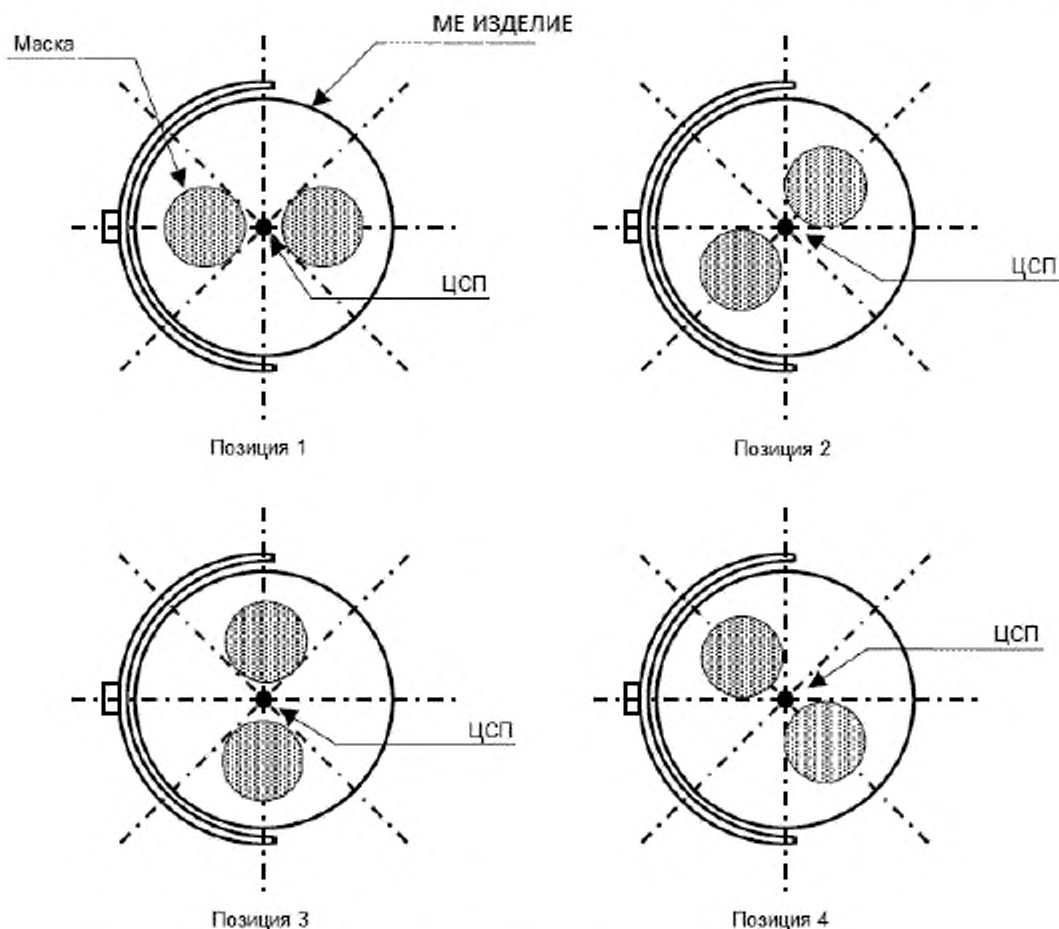 МЕ ИЗДЕЛИЕ
Маска
ЦСП
Позиция 1
ЦСП
Позиция 2
ЦСП
Позиция 3
ЦСП
Позиция 4